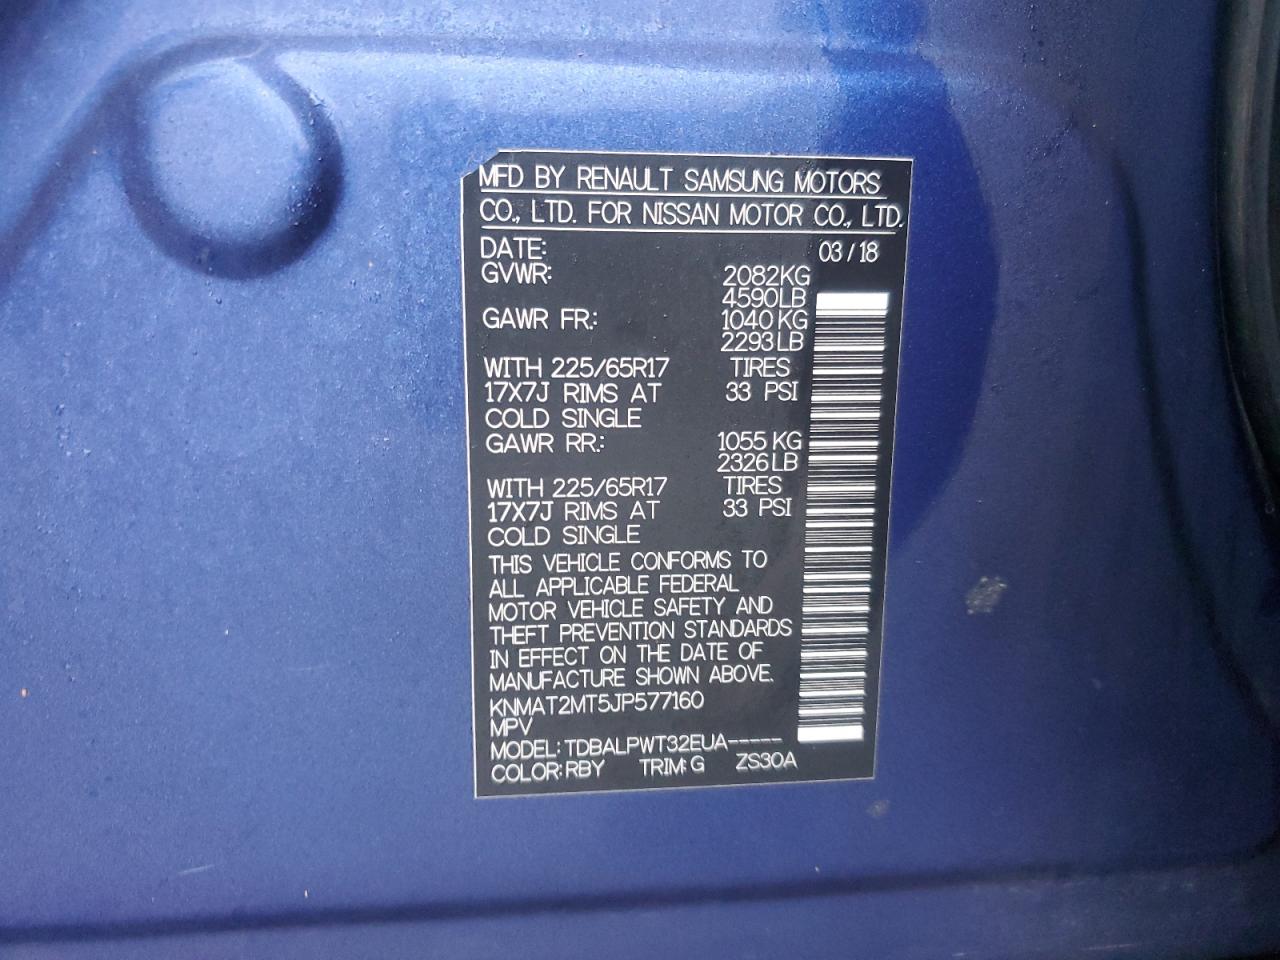 MFD BY RENAULT SAMSUNG MOTORS
CO., LTD. FOR NISSAN MOTOR CO., LTD.
DATE: 03/18
GVWR: 2082KG
4590LB
GAWR FR.: 1040KG
2293LB
WITH 225/65R17 TIRES
17X7J RIMS AT 33 PSI
COLD SINGLE
GAWR RR.: 1055KG
2326LB
WITH 225/65R17 TIRES
17X7J RIMS AT 33 PSI
COLD SINGLE
THIS VEHICLE CONFORMS TO
ALL APPLICABLE FEDERAL
MOTOR VEHICLE SAFETY AND
THEFT PREVENTION STANDARDS
IN EFFECT ON THE DATE OF
MANUFACTURE SHOWN ABOVE.
KNMAT2MT5JP577160
MPV
MODEL: TDBALPWT32EUA-----
COLOR: RBY TRIM: G ZS30A